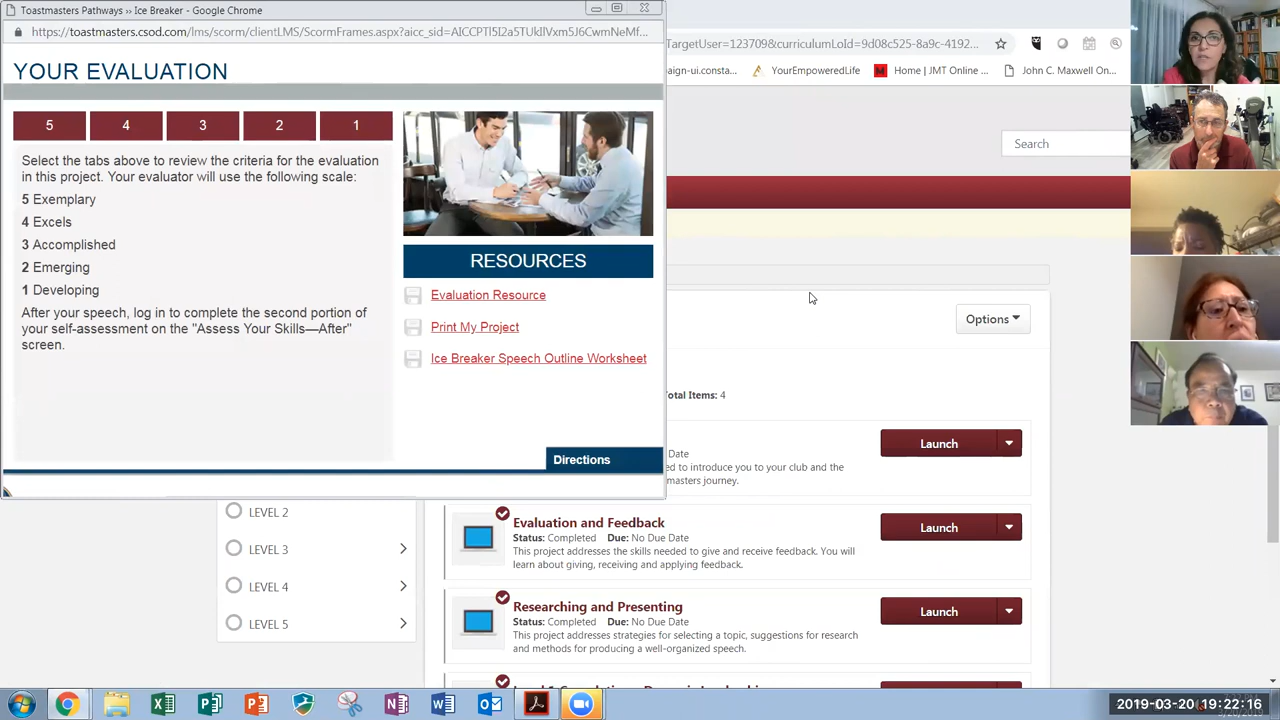 Toastmasters Pathways ›› Ice Breaker - Google Chrome
https://toastmasters.csod.com/lms/scorm/clientLMS/ScormFrames.aspx?aicc_sid=
YOUR EVALUATION
5 4 3 2 1
Select the tabs above to review the criteria for the evaluation
in this project. Your evaluator will use the following scale:
5 Exemplary
4 Excels
3 Accomplished
2 Emerging
1 Developing
After your speech, log in to complete the second portion of
your self-assessment on the "Assess Your Skills—After"
screen.
RESOURCES
Evaluation Resource
Print My Project
Ice Breaker Speech Outline Worksheet
Directions
TargetUser=123709&curriculumLoId=9d08c525-8a9c-4192...
aign-ui.consta...
YourEmpoweredLife
Home | JMT Online ...
John C. Maxwell On...
Search
Options
otal Items: 4
Launch
Date
ed to introduce you to your club and the
masters journey.
Evaluation and Feedback
Status: Completed Due: No Due Date
This project addresses the skills needed to give and receive feedback. You will
learn about giving, receiving and applying feedback.
Launch
Researching and Presenting
Status: Completed Due: No Due Date
This project addresses strategies for selecting a topic, suggestions for research
and methods for producing a well-organized speech.
Launch
LEVEL 2
LEVEL 3
LEVEL 4
LEVEL 5
2019-03-20 19:22:16